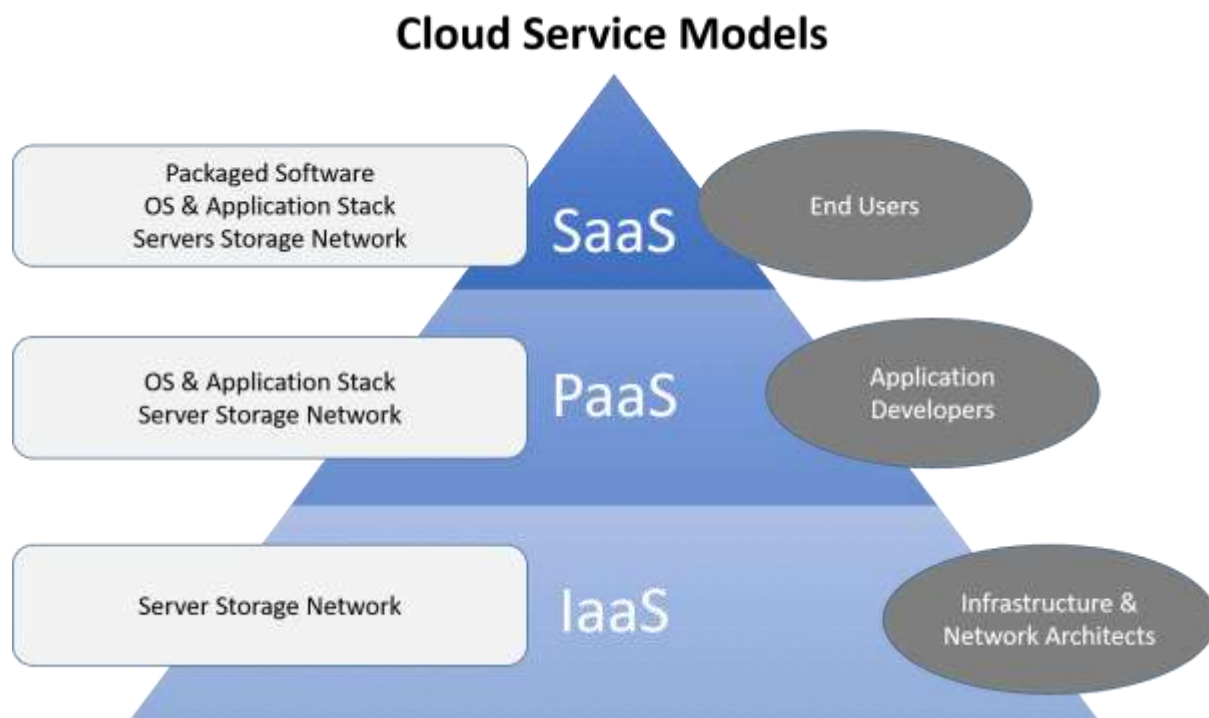 Cloud Service Models
Packaged Software
OS & Application Stack
Servers Storage Network
SaaS
End Users
OS & Application Stack
Server Storage Network
PaaS
Application
Developers
Server Storage Network
IaaS
Infrastructure &
Network Architects